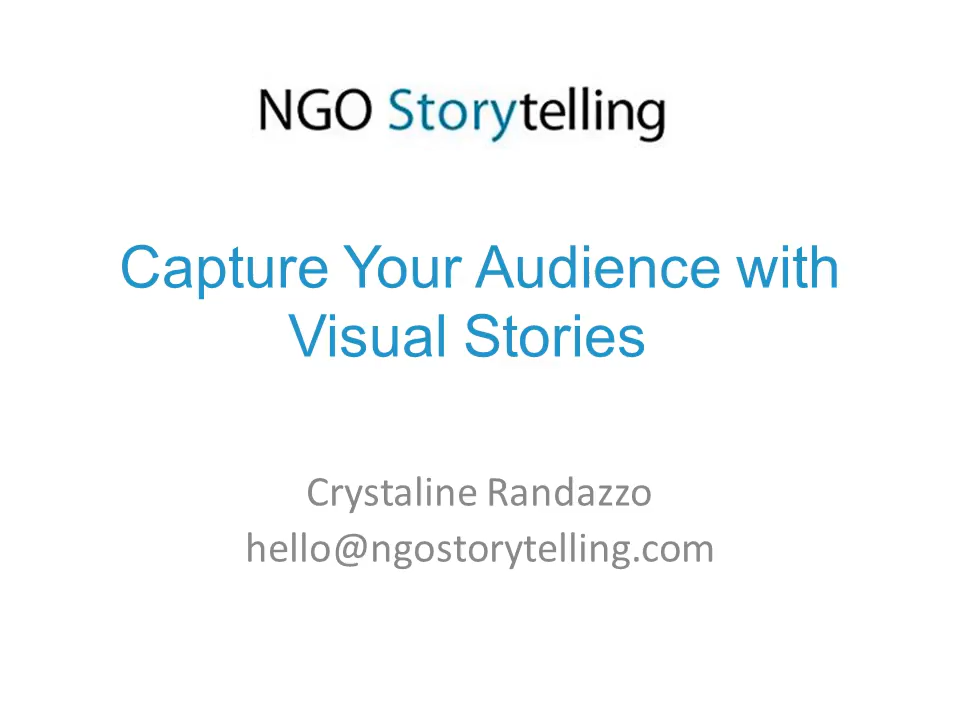 NGO Storytelling
Capture Your Audience with
Visual Stories
Crystaline Randazzo
hello@ngostorytelling.com